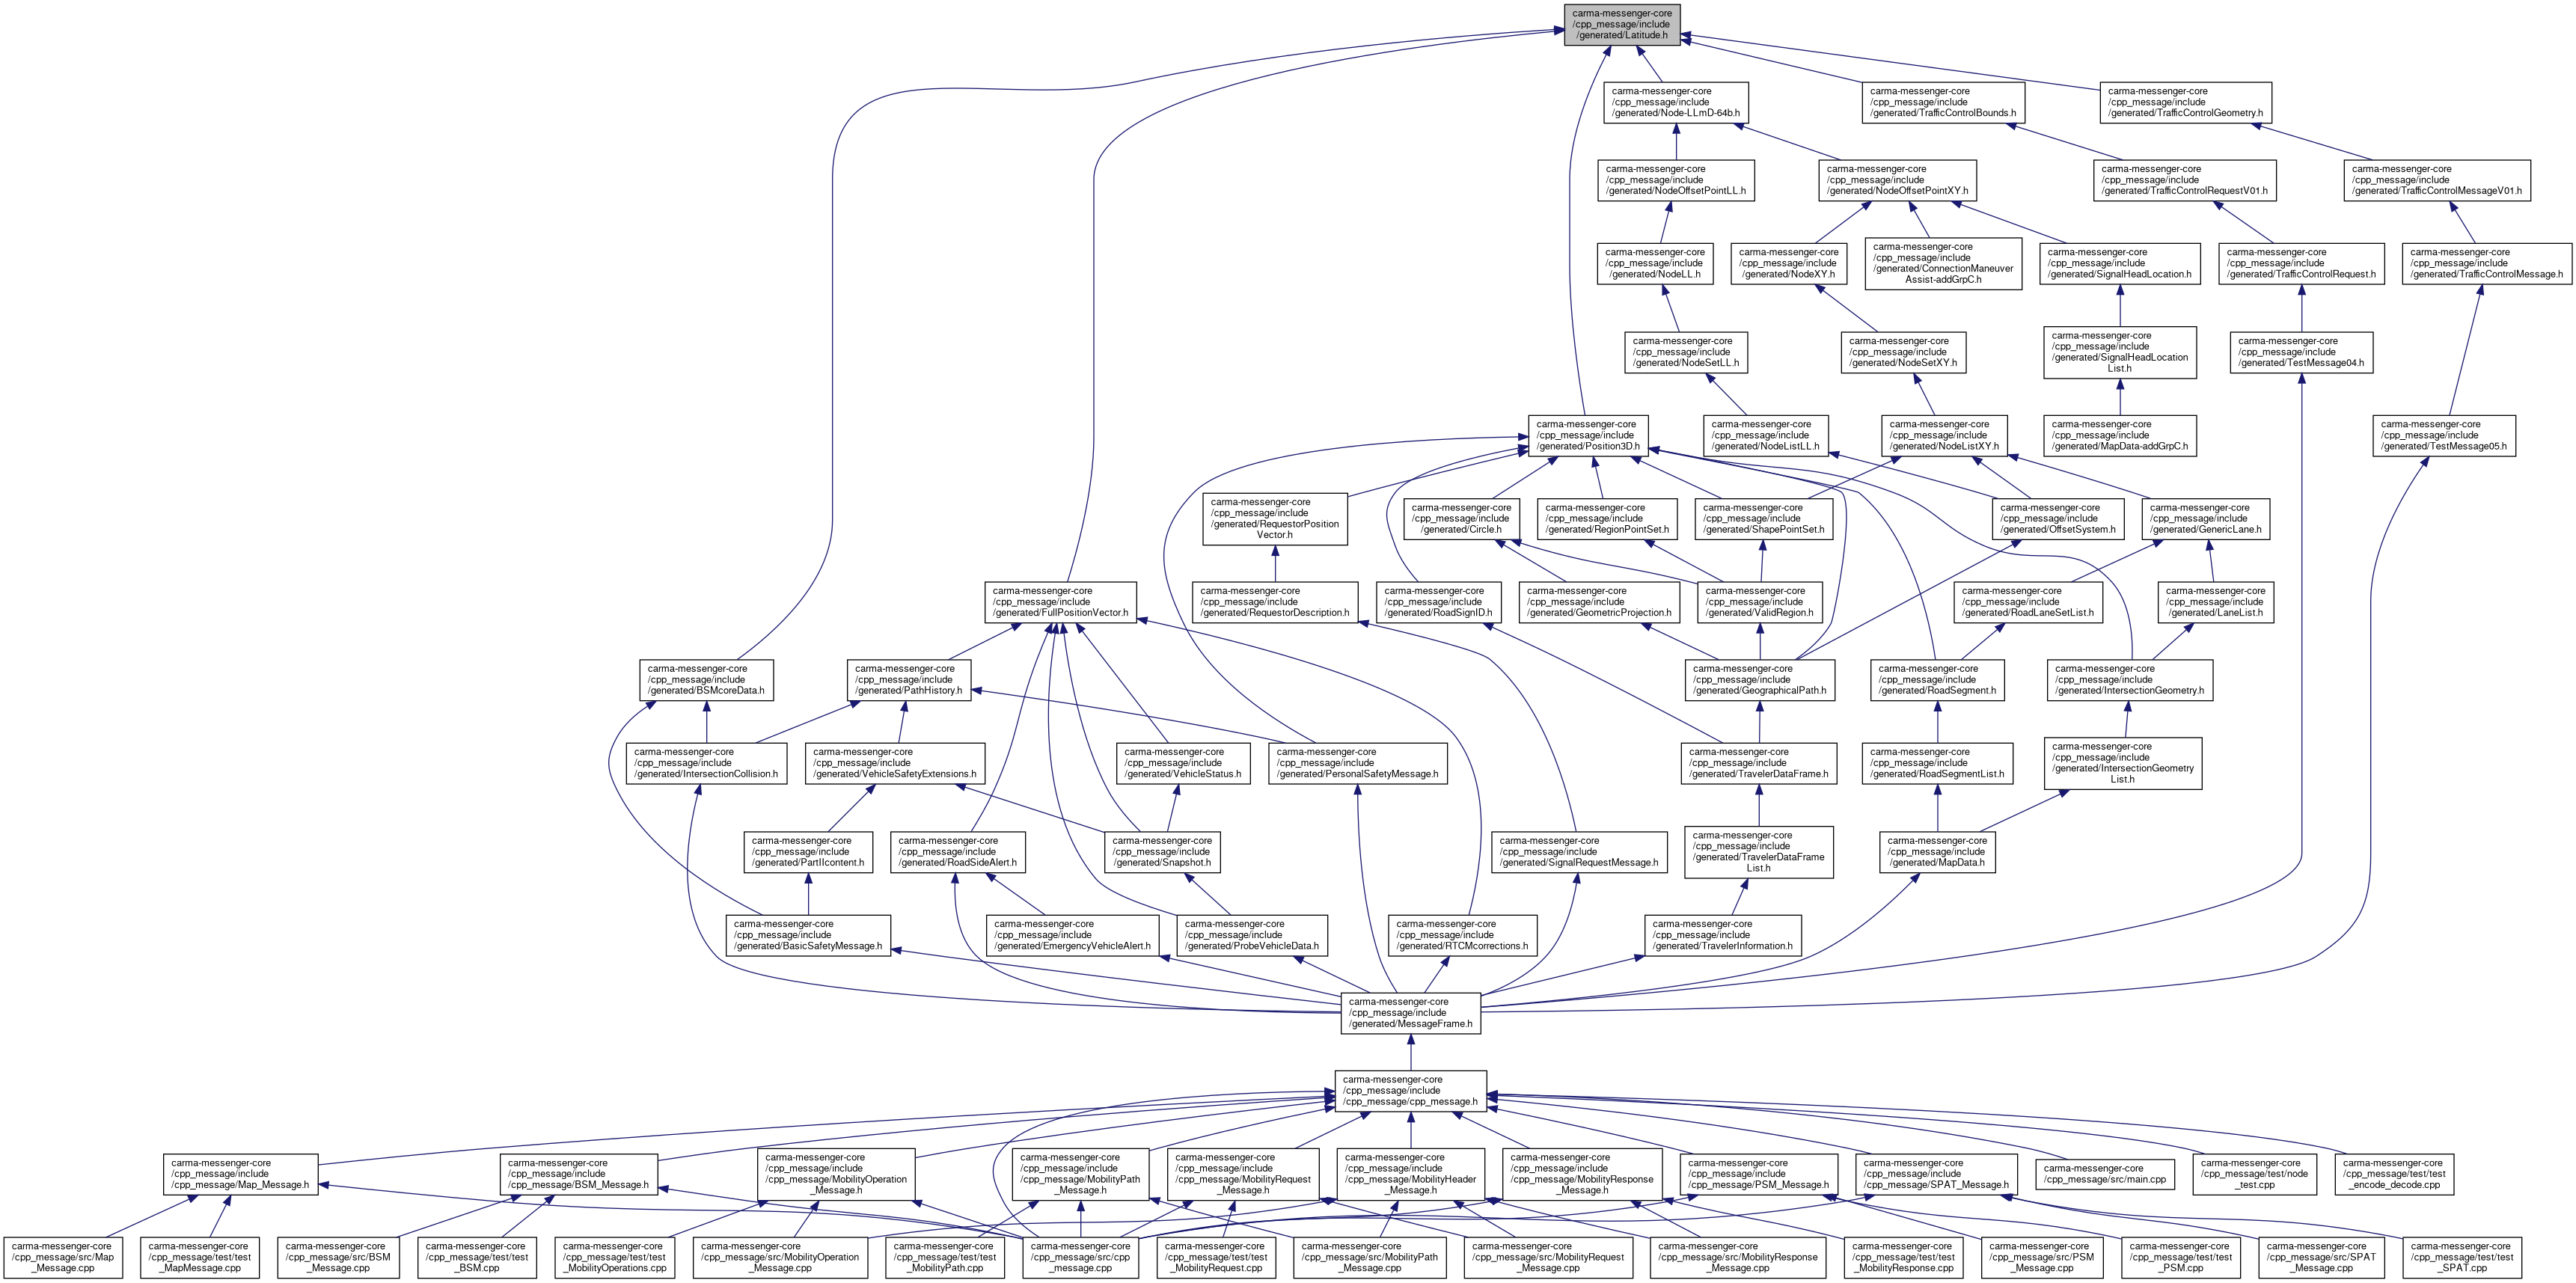 carma-messenger-core
/cpp_message/include
/generated/Latitude.h
carma-messenger-core
/cpp_message/include
/generated/Node-LLmD-64b.h
carma-messenger-core
/cpp_message/include
/generated/TrafficControlBounds.h
carma-messenger-core
/cpp_message/include
/generated/TrafficControlGeometry.h
carma-messenger-core
/cpp_message/include
/generated/NodeOffsetPointLL.h
carma-messenger-core
/cpp_message/include
/generated/NodeOffsetPointXY.h
carma-messenger-core
/cpp_message/include
/generated/TrafficControlRequestV01.h
carma-messenger-core
/cpp_message/include
/generated/TrafficControlMessageV01.h
carma-messenger-core
/cpp_message/include
/generated/NodeLL.h
carma-messenger-core
/cpp_message/include
/generated/NodeXY.h
carma-messenger-core
/cpp_message/include
/generated/ConnectionManeuver
Assist-addGrpC.h
carma-messenger-core
/cpp_message/include
/generated/SignalHeadLocation.h
carma-messenger-core
/cpp_message/include
/generated/TrafficControlRequest.h
carma-messenger-core
/cpp_message/include
/generated/TrafficControlMessage.h
carma-messenger-core
/cpp_message/include
/generated/NodeSetLL.h
carma-messenger-core
/cpp_message/include
/generated/NodeSetXY.h
carma-messenger-core
/cpp_message/include
/generated/SignalHeadLocation
List.h
carma-messenger-core
/cpp_message/include
/generated/TestMessage04.h
carma-messenger-core
/cpp_message/include
/generated/Position3D.h
carma-messenger-core
/cpp_message/include
/generated/NodeListLL.h
carma-messenger-core
/cpp_message/include
/generated/NodeListXY.h
carma-messenger-core
/cpp_message/include
/generated/MapData-addGrpC.h
carma-messenger-core
/cpp_message/include
/generated/TestMessage05.h
carma-messenger-core
/cpp_message/include
/generated/RequestorPosition
Vector.h
carma-messenger-core
/cpp_message/include
/generated/Circle.h
carma-messenger-core
/cpp_message/include
/generated/RegionPointSet.h
carma-messenger-core
/cpp_message/include
/generated/ShapePointSet.h
carma-messenger-core
/cpp_message/include
/generated/OffsetSystem.h
carma-messenger-core
/cpp_message/include
/generated/GenericLane.h
carma-messenger-core
/cpp_message/include
/generated/FullPositionVector.h
carma-messenger-core
/cpp_message/include
/generated/RequestorDescription.h
carma-messenger-core
/cpp_message/include
/generated/RoadSignID.h
carma-messenger-core
/cpp_message/include
/generated/GeometricProjection.h
carma-messenger-core
/cpp_message/include
/generated/ValidRegion.h
carma-messenger-core
/cpp_message/include
/generated/RoadLaneSetList.h
carma-messenger-core
/cpp_message/include
/generated/LaneList.h
carma-messenger-core
/cpp_message/include
/generated/BSMcoreData.h
carma-messenger-core
/cpp_message/include
/generated/PathHistory.h
carma-messenger-core
/cpp_message/include
/generated/GeographicalPath.h
carma-messenger-core
/cpp_message/include
/generated/RoadSegment.h
carma-messenger-core
/cpp_message/include
/generated/IntersectionGeometry.h
carma-messenger-core
/cpp_message/include
/generated/IntersectionCollision.h
carma-messenger-core
/cpp_message/include
/generated/VehicleSafetyExtensions.h
carma-messenger-core
/cpp_message/include
/generated/VehicleStatus.h
carma-messenger-core
/cpp_message/include
/generated/PersonalSafetyMessage.h
carma-messenger-core
/cpp_message/include
/generated/TravelerDataFrame.h
carma-messenger-core
/cpp_message/include
/generated/RoadSegmentList.h
carma-messenger-core
/cpp_message/include
/generated/IntersectionGeometry
List.h
carma-messenger-core
/cpp_message/include
/generated/PartIIcontent.h
carma-messenger-core
/cpp_message/include
/generated/RoadSideAlert.h
carma-messenger-core
/cpp_message/include
/generated/Snapshot.h
carma-messenger-core
/cpp_message/include
/generated/SignalRequestMessage.h
carma-messenger-core
/cpp_message/include
/generated/TravelerDataFrame
List.h
carma-messenger-core
/cpp_message/include
/generated/MapData.h
carma-messenger-core
/cpp_message/include
/generated/BasicSafetyMessage.h
carma-messenger-core
/cpp_message/include
/generated/EmergencyVehicleAlert.h
carma-messenger-core
/cpp_message/include
/generated/ProbeVehicleData.h
carma-messenger-core
/cpp_message/include
/generated/RTCMcorrections.h
carma-messenger-core
/cpp_message/include
/generated/TravelerInformation.h
carma-messenger-core
/cpp_message/include
/generated/MessageFrame.h
carma-messenger-core
/cpp_message/include
/cpp_message/cpp_message.h
carma-messenger-core
/cpp_message/include
/cpp_message/Map_Message.h
carma-messenger-core
/cpp_message/include
/cpp_message/BSM_Message.h
carma-messenger-core
/cpp_message/include
/cpp_message/MobilityOperation
_Message.h
carma-messenger-core
/cpp_message/include
/cpp_message/MobilityPath
_Message.h
carma-messenger-core
/cpp_message/include
/cpp_message/MobilityRequest
_Message.h
carma-messenger-core
/cpp_message/include
/cpp_message/MobilityHeader
_Message.h
carma-messenger-core
/cpp_message/include
/cpp_message/MobilityResponse
_Message.h
carma-messenger-core
/cpp_message/include
/cpp_message/PSM_Message.h
carma-messenger-core
/cpp_message/include
/cpp_message/SPAT_Message.h
carma-messenger-core
/cpp_message/src/main.cpp
carma-messenger-core
/cpp_message/test/node
_test.cpp
carma-messenger-core
/cpp_message/test/test
_encode_decode.cpp
carma-messenger-core
/cpp_message/src/Map
_Message.cpp
carma-messenger-core
/cpp_message/test/test
_MapMessage.cpp
carma-messenger-core
/cpp_message/src/BSM
_Message.cpp
carma-messenger-core
/cpp_message/test/test
_BSM.cpp
carma-messenger-core
/cpp_message/test/test
_MobilityOperations.cpp
carma-messenger-core
/cpp_message/src/MobilityOperation
_Message.cpp
carma-messenger-core
/cpp_message/test/test
_MobilityPath.cpp
carma-messenger-core
/cpp_message/src/cpp
_message.cpp
carma-messenger-core
/cpp_message/test/test
_MobilityRequest.cpp
carma-messenger-core
/cpp_message/src/MobilityPath
_Message.cpp
carma-messenger-core
/cpp_message/src/MobilityRequest
_Message.cpp
carma-messenger-core
/cpp_message/src/MobilityResponse
_Message.cpp
carma-messenger-core
/cpp_message/test/test
_MobilityResponse.cpp
carma-messenger-core
/cpp_message/src/PSM
_Message.cpp
carma-messenger-core
/cpp_message/test/test
_PSM.cpp
carma-messenger-core
/cpp_message/src/SPAT
_Message.cpp
carma-messenger-core
/cpp_message/test/test
_SPAT.cpp